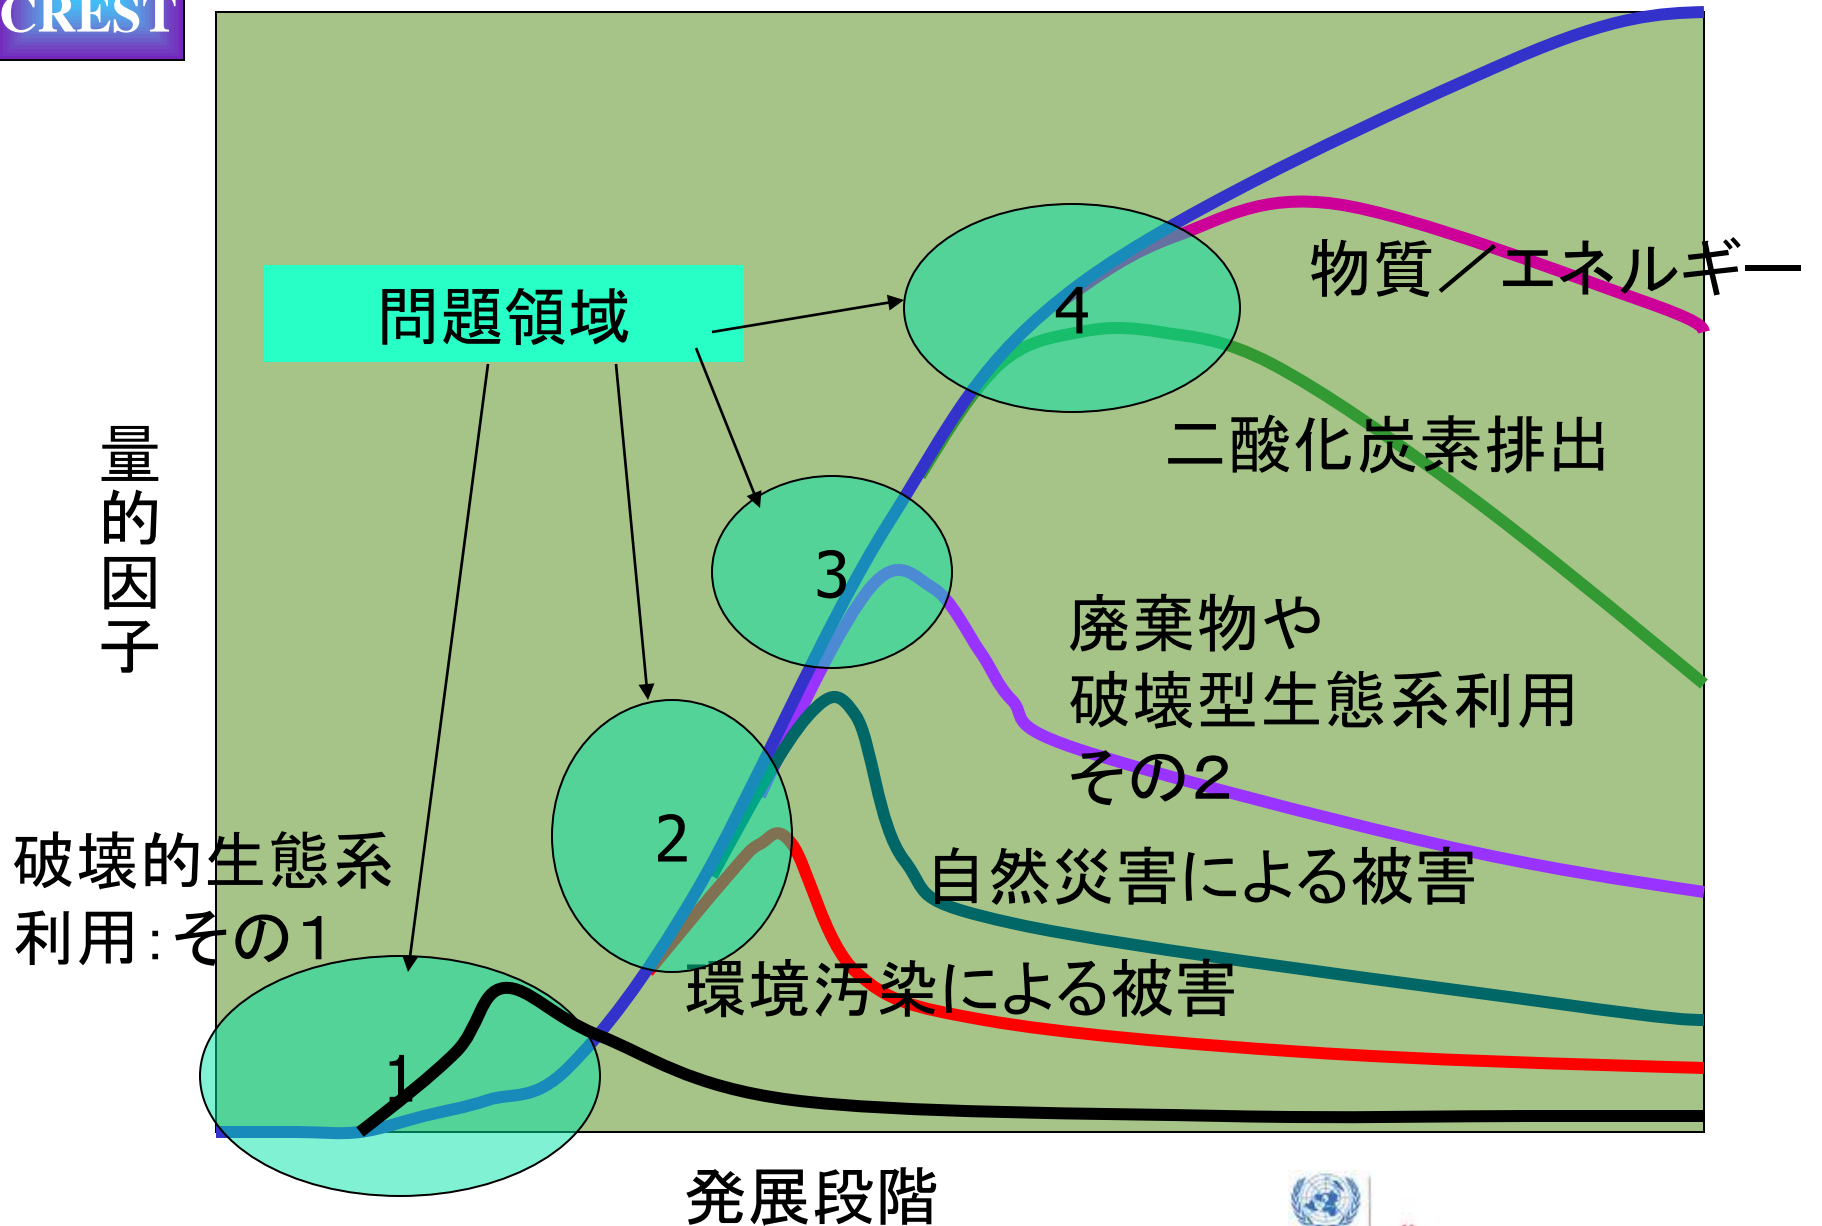 CREST
問題領域
4
物質／エネルギー
二酸化炭素排出
量的因子
3
廃棄物や
破壊型生態系利用
その２
2
破壊的生態系
利用：その１
自然災害による被害
環境汚染による被害
1
発展段階